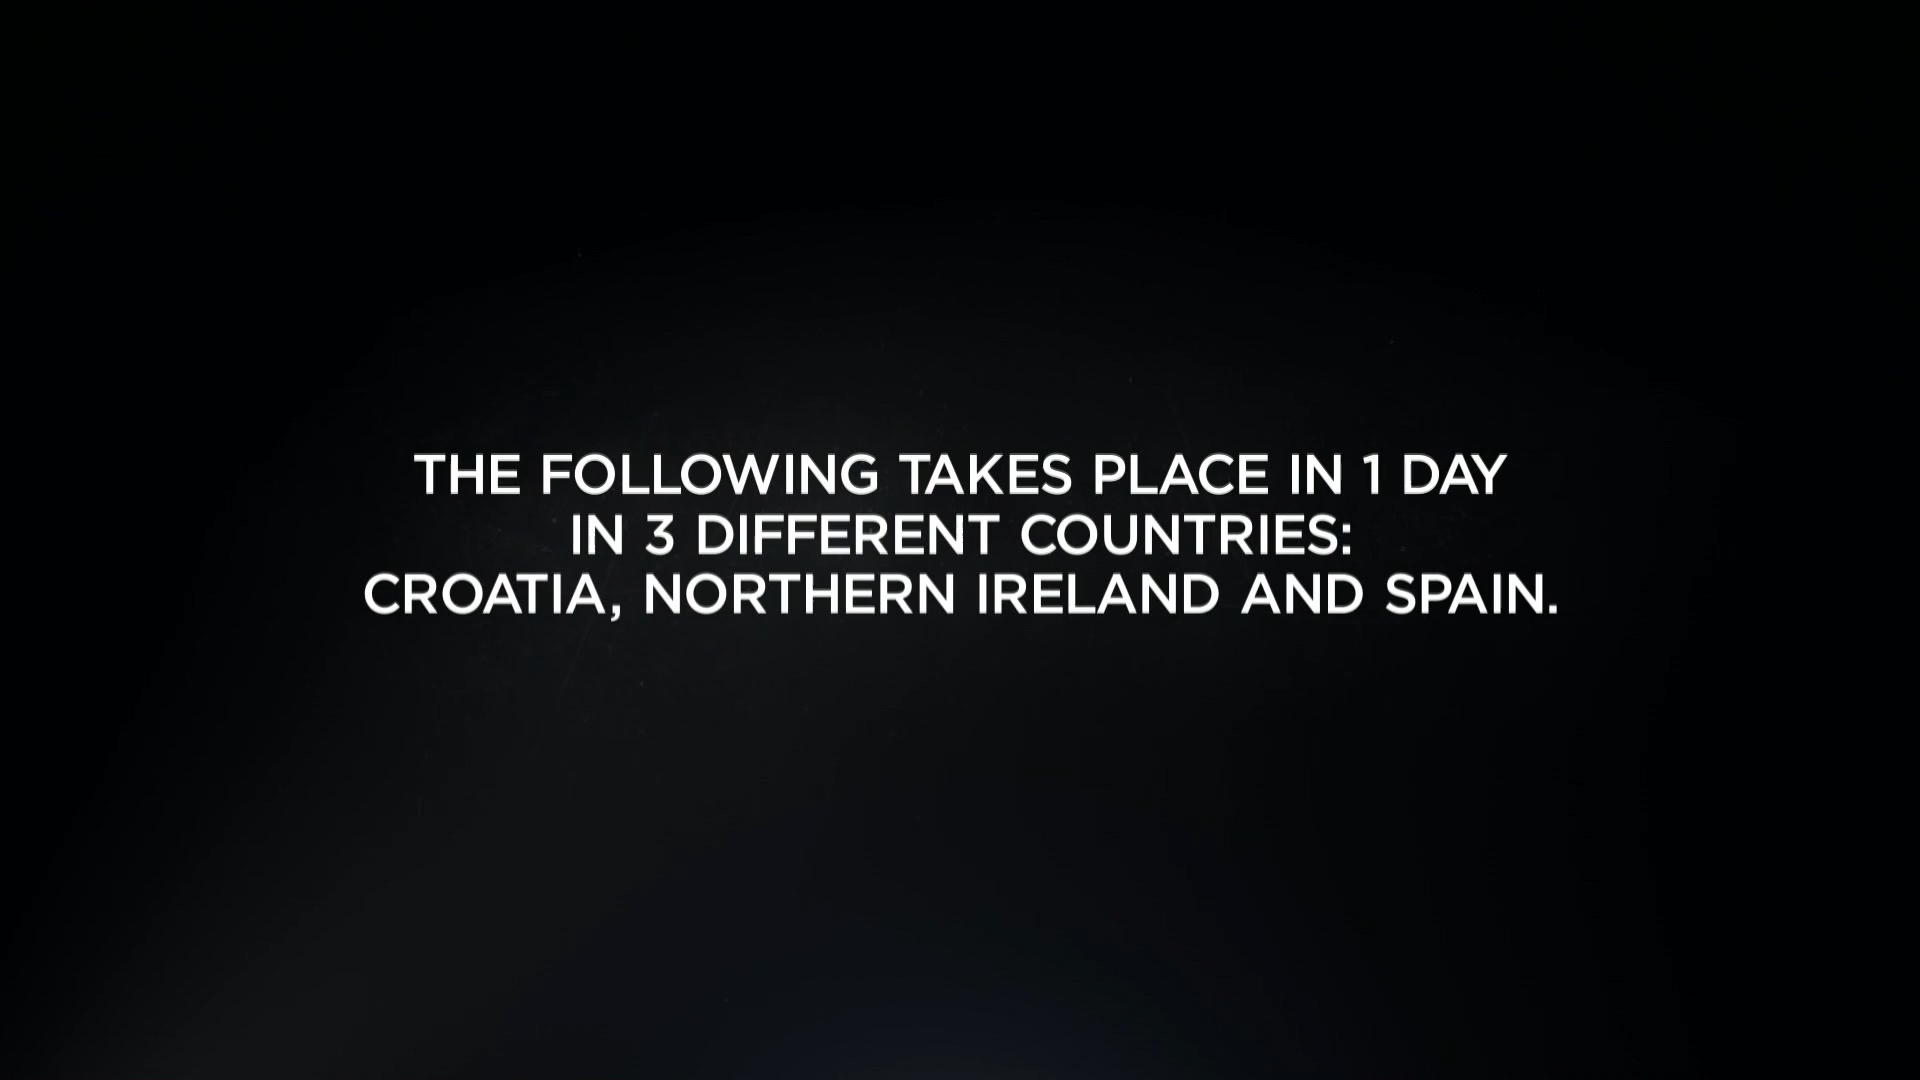 THE FOLLOWING TAKES PLACE IN 1 DAY
IN 3 DIFFERENT COUNTRIES:
CROATIA, NORTHERN IRELAND AND SPAIN.